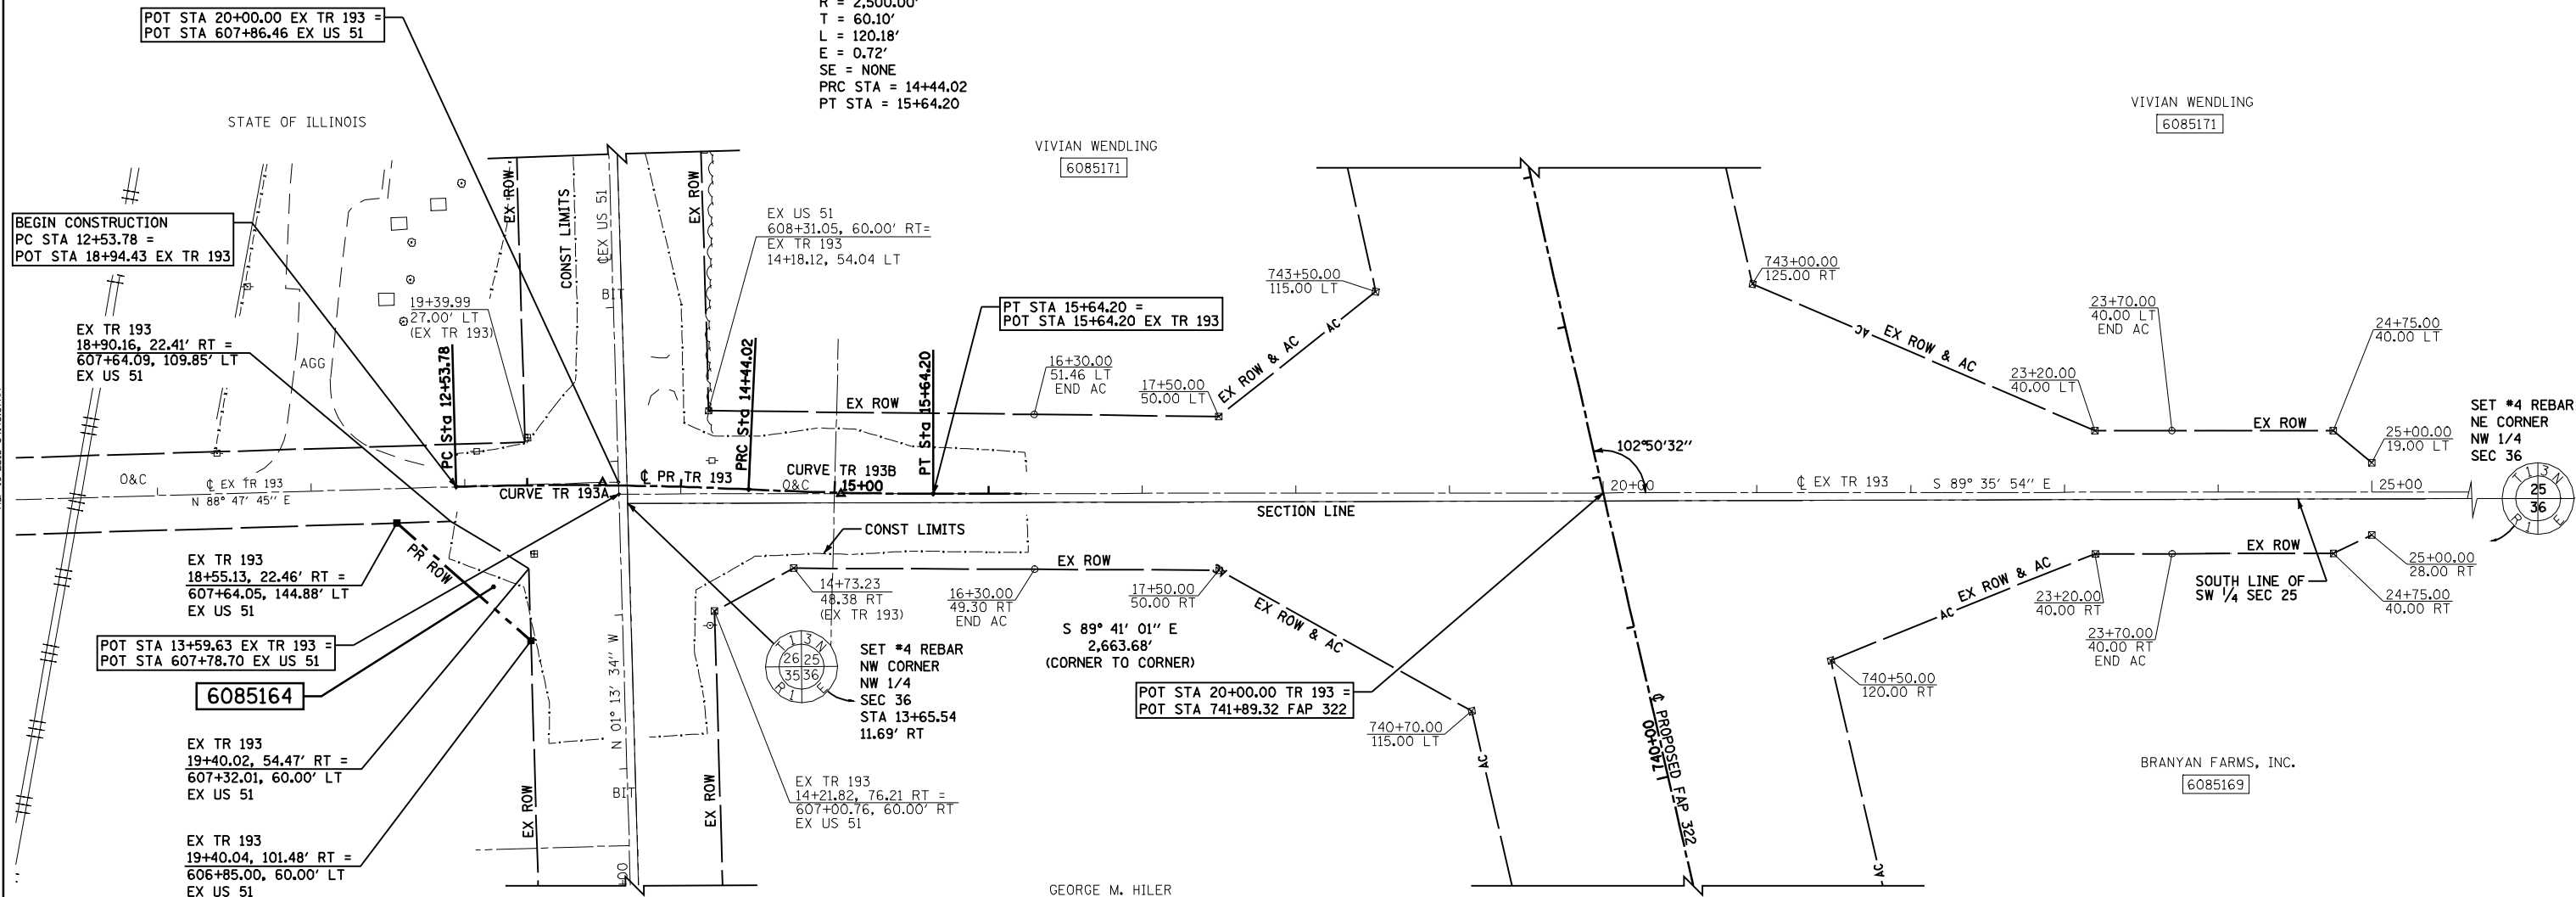 POT STA 20+00.00 EX TR 193 =
POT STA 607+86.46 EX US 51
R = 2,500.00'
T = 60.10'
L = 120.18'
E = 0.72'
SE = NONE
PRC STA = 14+44.02
PT STA = 15+64.20
STATE OF ILLINOIS
VIVIAN WENDLING
6085171
VIVIAN WENDLING
6085171
BEGIN CONSTRUCTION
PC STA 12+53.78 =
POT STA 18+94.43 EX TR 193
EX ROW
CONST LIMITS
℄ EX US 51
EX ROW
BIT
EX US 51
608+31.05, 60.00' RT=
EX TR 193
14+18.12, 54.04 LT
19+39.99
27.00' LT
(EX TR 193)
EX TR 193
18+90.16, 22.41' RT =
607+64.09, 109.85' LT
EX US 51
AGG
PC Sta 12+53.78
PRC Sta 14+44.02
PT Sta 15+64.20
PT STA 15+64.20 =
POT STA 15+64.20 EX TR 193
743+50.00
115.00 LT
743+00.00
125.00 RT
EX ROW & AC
AC
AC
EX ROW & AC
16+30.00
51.46 LT
END AC
17+50.00
50.00 LT
EX ROW
23+70.00
40.00 LT
END AC
23+20.00
40.00 LT
24+75.00
40.00 LT
EX ROW
25+00.00
19.00 LT
SET #4 REBAR
NE CORNER
NW 1/4
SEC 36
T 13 N
25
36
R 1 E
102°50'32"
O&C
℄ EX TR 193
N 88° 47' 45" E
CURVE TR 193A
℄ PR TR 193
CURVE TR 193B
O&C
15+00
20+00
℄ EX TR 193
S 89° 35' 54" E
25+00
SECTION LINE
CONST LIMITS
PR ROW
EX TR 193
18+55.13, 22.46' RT =
607+64.05, 144.88' LT
EX US 51
POT STA 13+59.63 EX TR 193 =
POT STA 607+78.70 EX US 51
6085164
EX TR 193
19+40.02, 54.47' RT =
607+32.01, 60.00' LT
EX US 51
EX TR 193
19+40.04, 101.48' RT =
606+85.00, 60.00' LT
EX US 51
N 01° 13' 34" W
BIT
EX ROW
EX ROW
+00
14+73.23
48.38 RT
(EX TR 193)
EX ROW
16+30.00
49.30 RT
END AC
17+50.00
50.00 RT
AC
EX ROW & AC
S 89° 41' 01" E
2,663.68'
(CORNER TO CORNER)
T 13 N
26 25
35 36
R 1 E
SET #4 REBAR
NW CORNER
NW 1/4
SEC 36
STA 13+65.54
11.69' RT
EX TR 193
14+21.82, 76.21 RT =
607+00.76, 60.00' RT
EX US 51
POT STA 20+00.00 TR 193 =
POT STA 741+89.32 FAP 322
740+70.00
115.00 LT
AC
℄ PROPOSED FAP 322
740+00
740+50.00
120.00 RT
AC
AC
EX ROW & AC
23+20.00
40.00 RT
23+70.00
40.00 RT
END AC
EX ROW
SOUTH LINE OF
SW 1/4 SEC 25
24+75.00
40.00 RT
25+00.00
28.00 RT
BRANYAN FARMS, INC.
6085169
GEORGE M. HILER